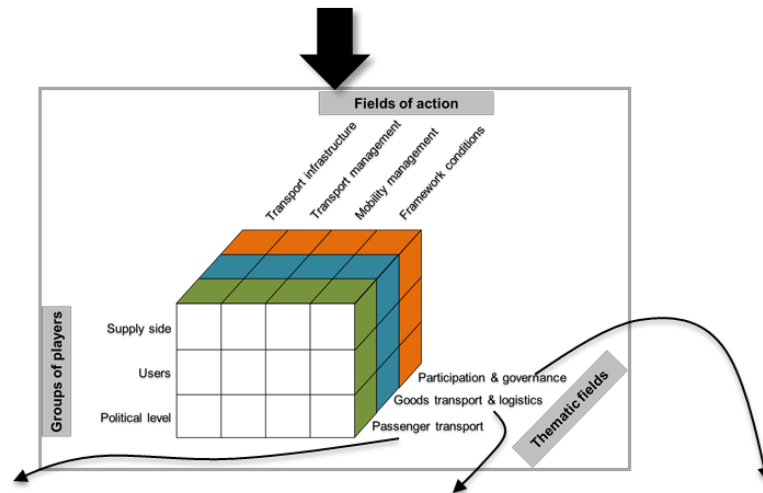 Fields of action
Transport infrastructure
Transport management
Mobility management
Framework conditions
Groups of players
Supply side
Users
Political level
Participation & governance
Goods transport & logistics
Passenger transport
Thematic fields